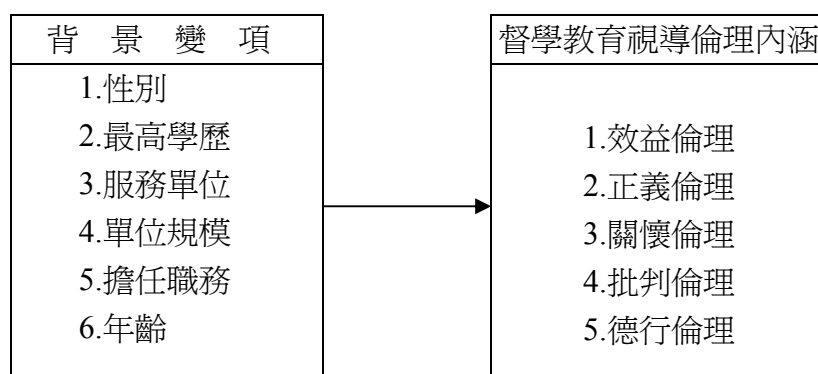 背 景 變 項
1.性別
2.最高學歷
3.服務單位
4.單位規模
5.擔任職務
6.年齡
督學教育視導倫理內涵
1.效益倫理
2.正義倫理
3.關懷倫理
4.批判倫理
5.德行倫理